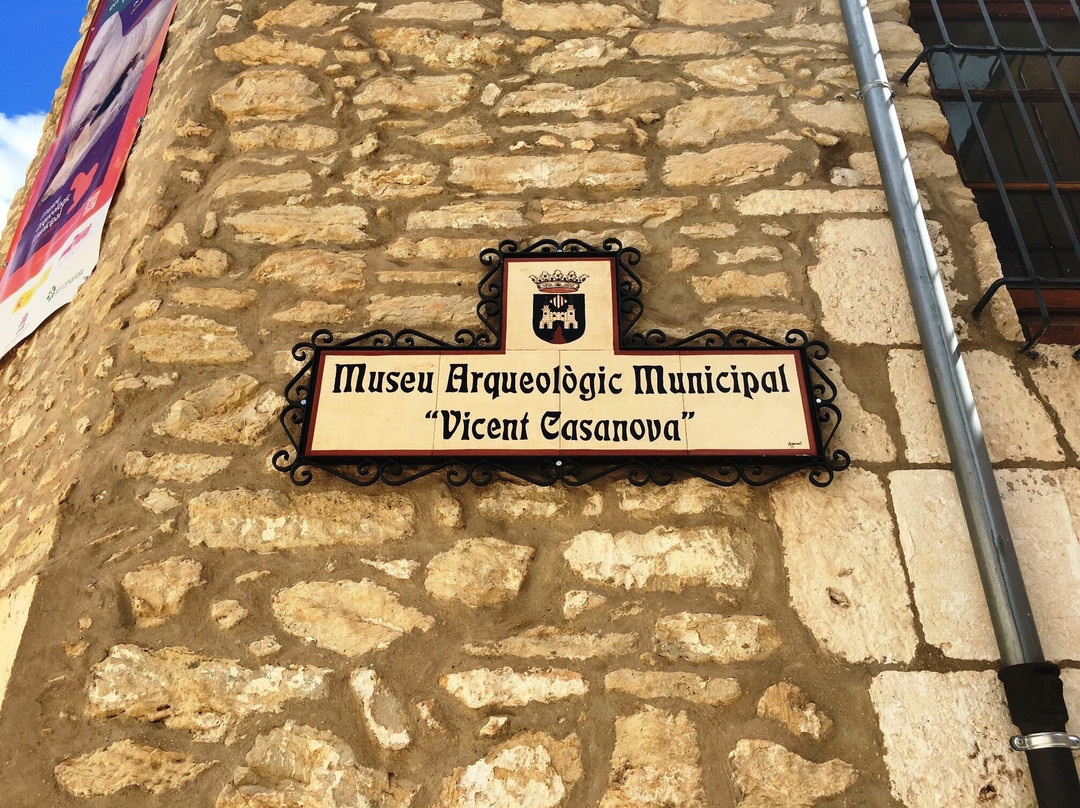 Museu Arqueològic Municipal
“Vicent Casanova”